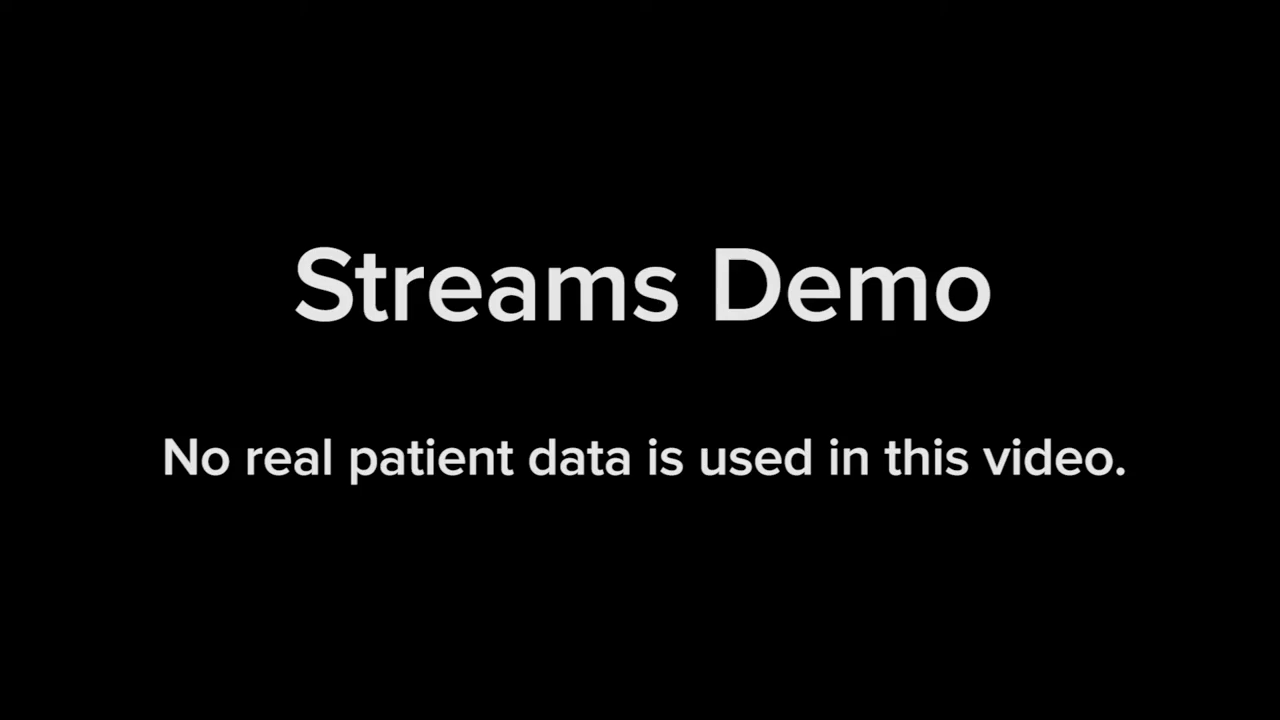 Streams Demo
No real patient data is used in this video.